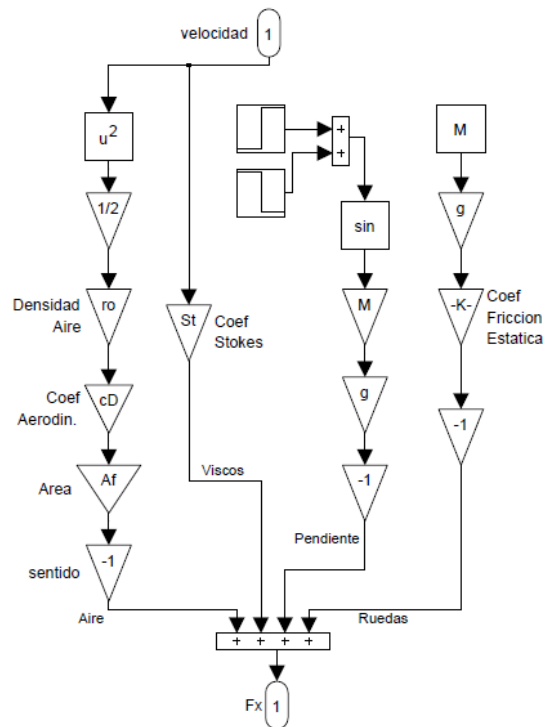 velocidad
1
u²
M
+
+
1/2
sin
g
Densidad
Aire
ro
St
Coef
Stokes
M
-K-
Coef
Friccion
Estatica
Coef
Aerodin.
cD
g
-1
Area
Af
Viscos
-1
sentido
-1
Pendiente
Aire
Ruedas
+ + + +
Fx
1